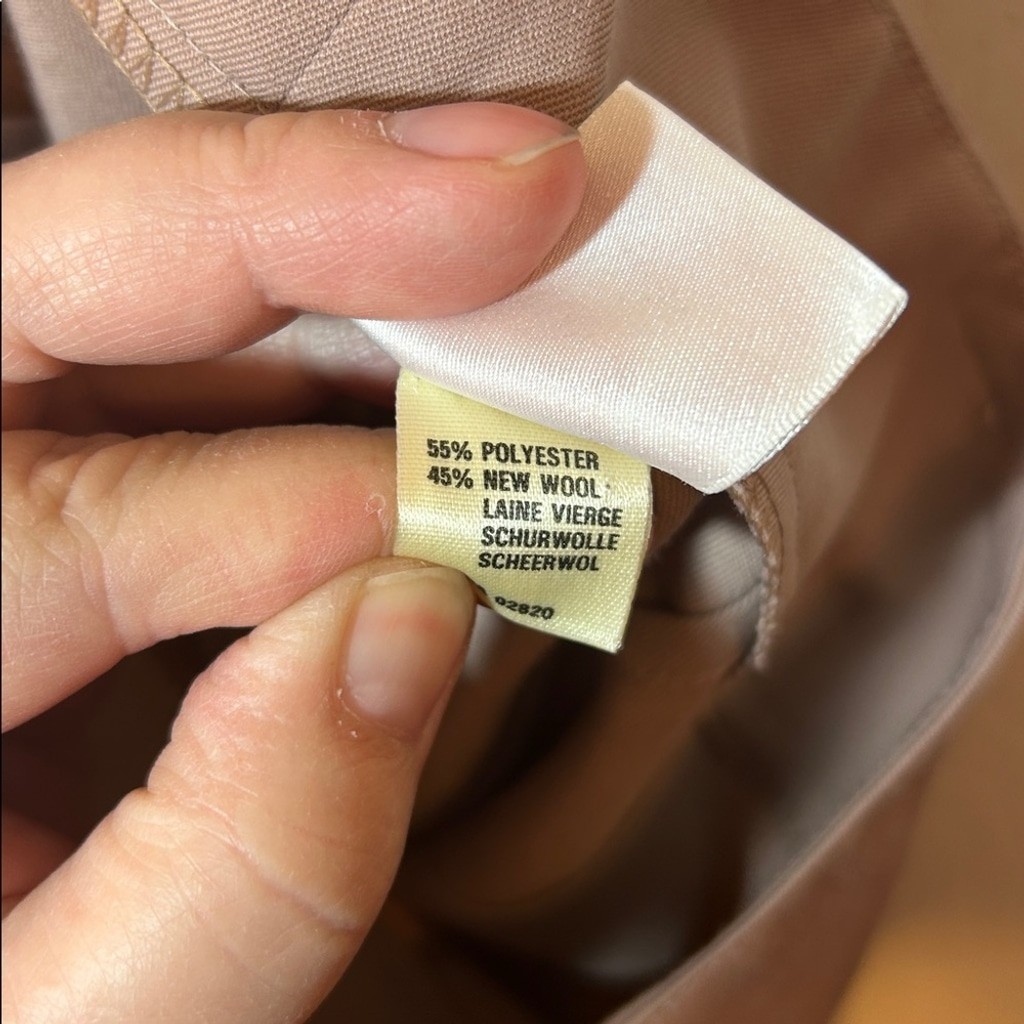 55% POLYESTER
45% NEW WOOL
LAINE VIERGE
SCHURWOLLE
SCHEERWOL
02820